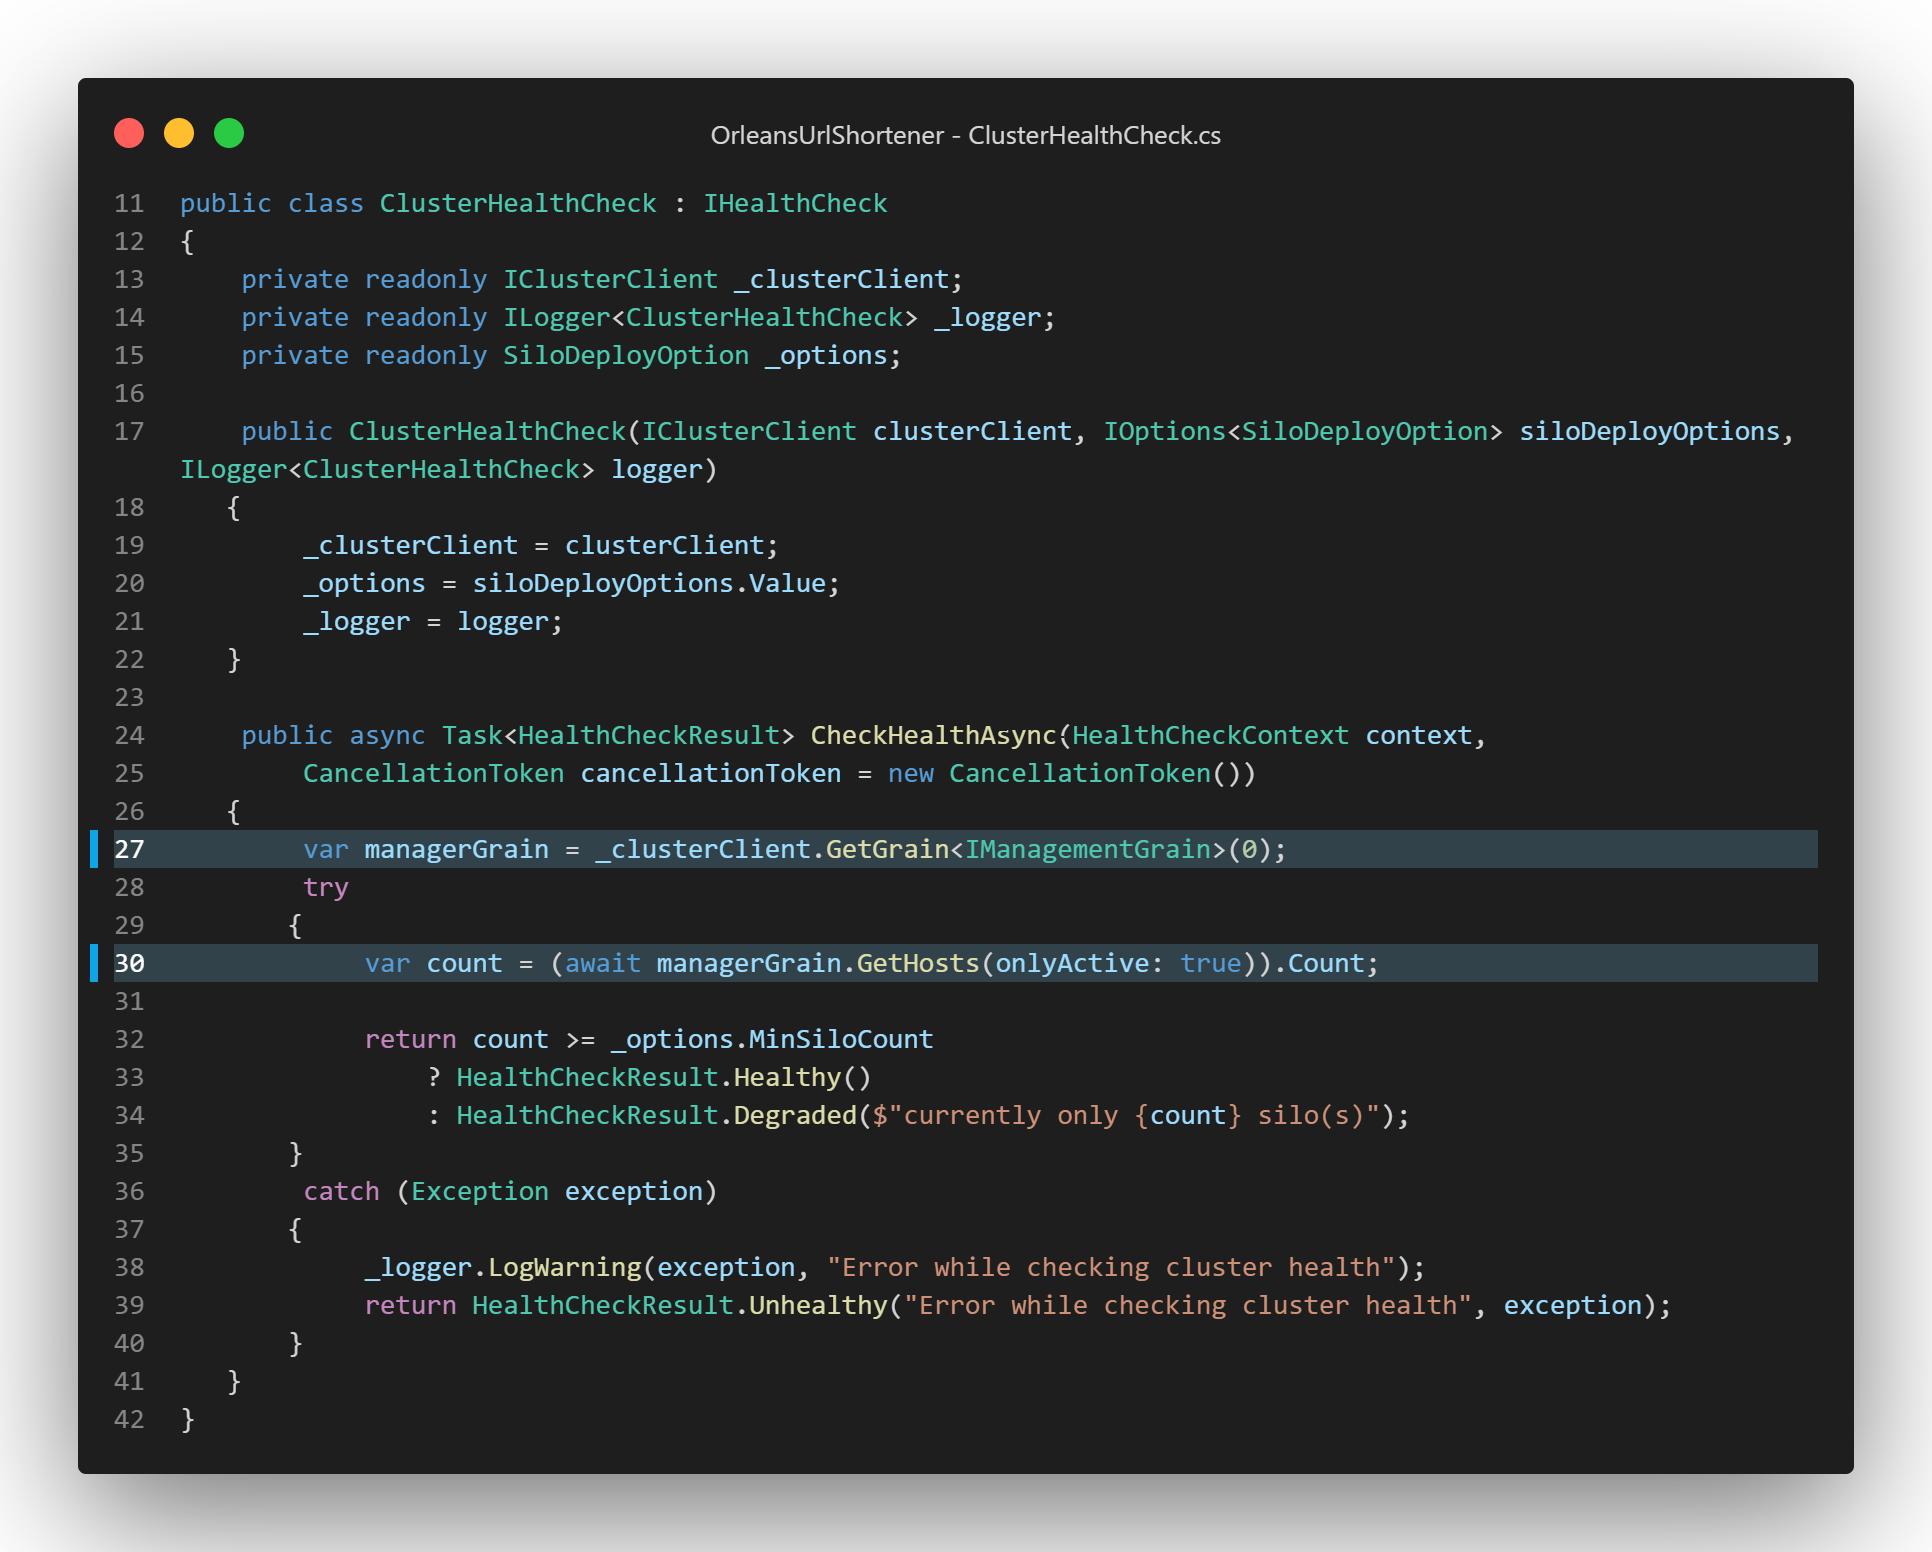 OrleansUrlShortener - ClusterHealthCheck.cs
11 public class ClusterHealthCheck : IHealthCheck
12 {
13     private readonly IClusterClient _clusterClient;
14     private readonly ILogger<ClusterHealthCheck> _logger;
15     private readonly SiloDeployOption _options;
16
17     public ClusterHealthCheck(IClusterClient clusterClient, IOptions<SiloDeployOption> siloDeployOptions,
ILogger<ClusterHealthCheck> logger)
18    {
19         _clusterClient = clusterClient;
20         _options = siloDeployOptions.Value;
21         _logger = logger;
22    }
23
24     public async Task<HealthCheckResult> CheckHealthAsync(HealthCheckContext context,
25         CancellationToken cancellationToken = new CancellationToken())
26    {
27         var managerGrain = _clusterClient.GetGrain<IManagementGrain>(0);
28         try
29        {
30             var count = (await managerGrain.GetHosts(onlyActive: true)).Count;
31
32             return count >= _options.MinSiloCount
33                 ? HealthCheckResult.Healthy()
34                 : HealthCheckResult.Degraded($"currently only {count} silo(s)");
35        }
36         catch (Exception exception)
37        {
38             _logger.LogWarning(exception, "Error while checking cluster health");
39             return HealthCheckResult.Unhealthy("Error while checking cluster health", exception);
40        }
41    }
42 }